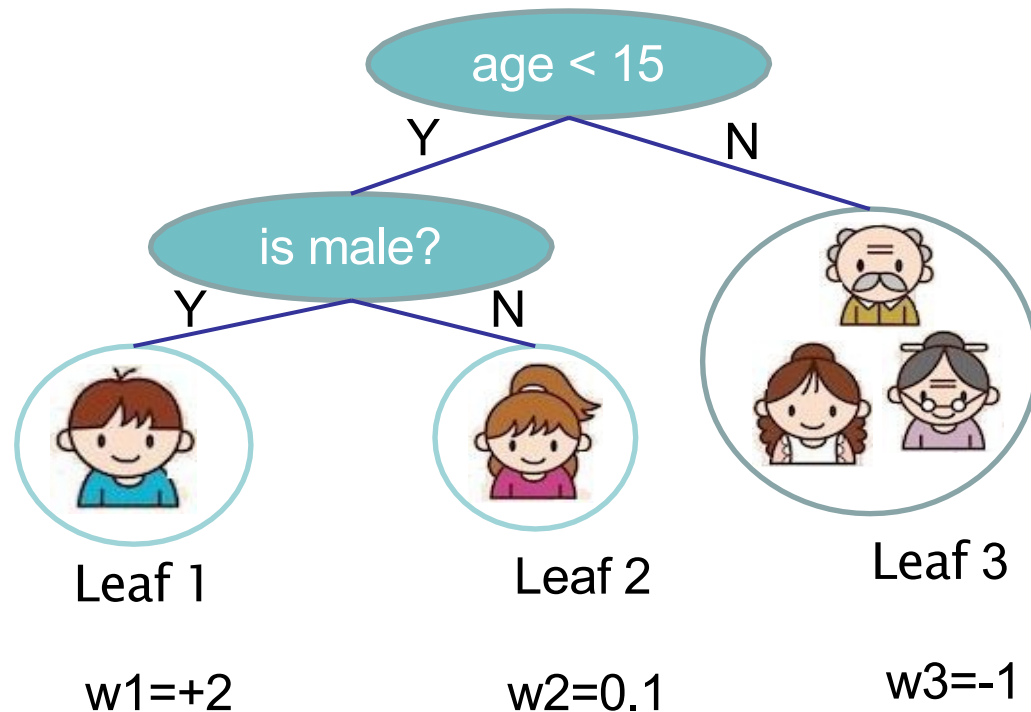 age < 15
Y
N
is male?
Y
N
Leaf 1
Leaf 2
Leaf 3
w1=+2
w2=0.1
w3=-1